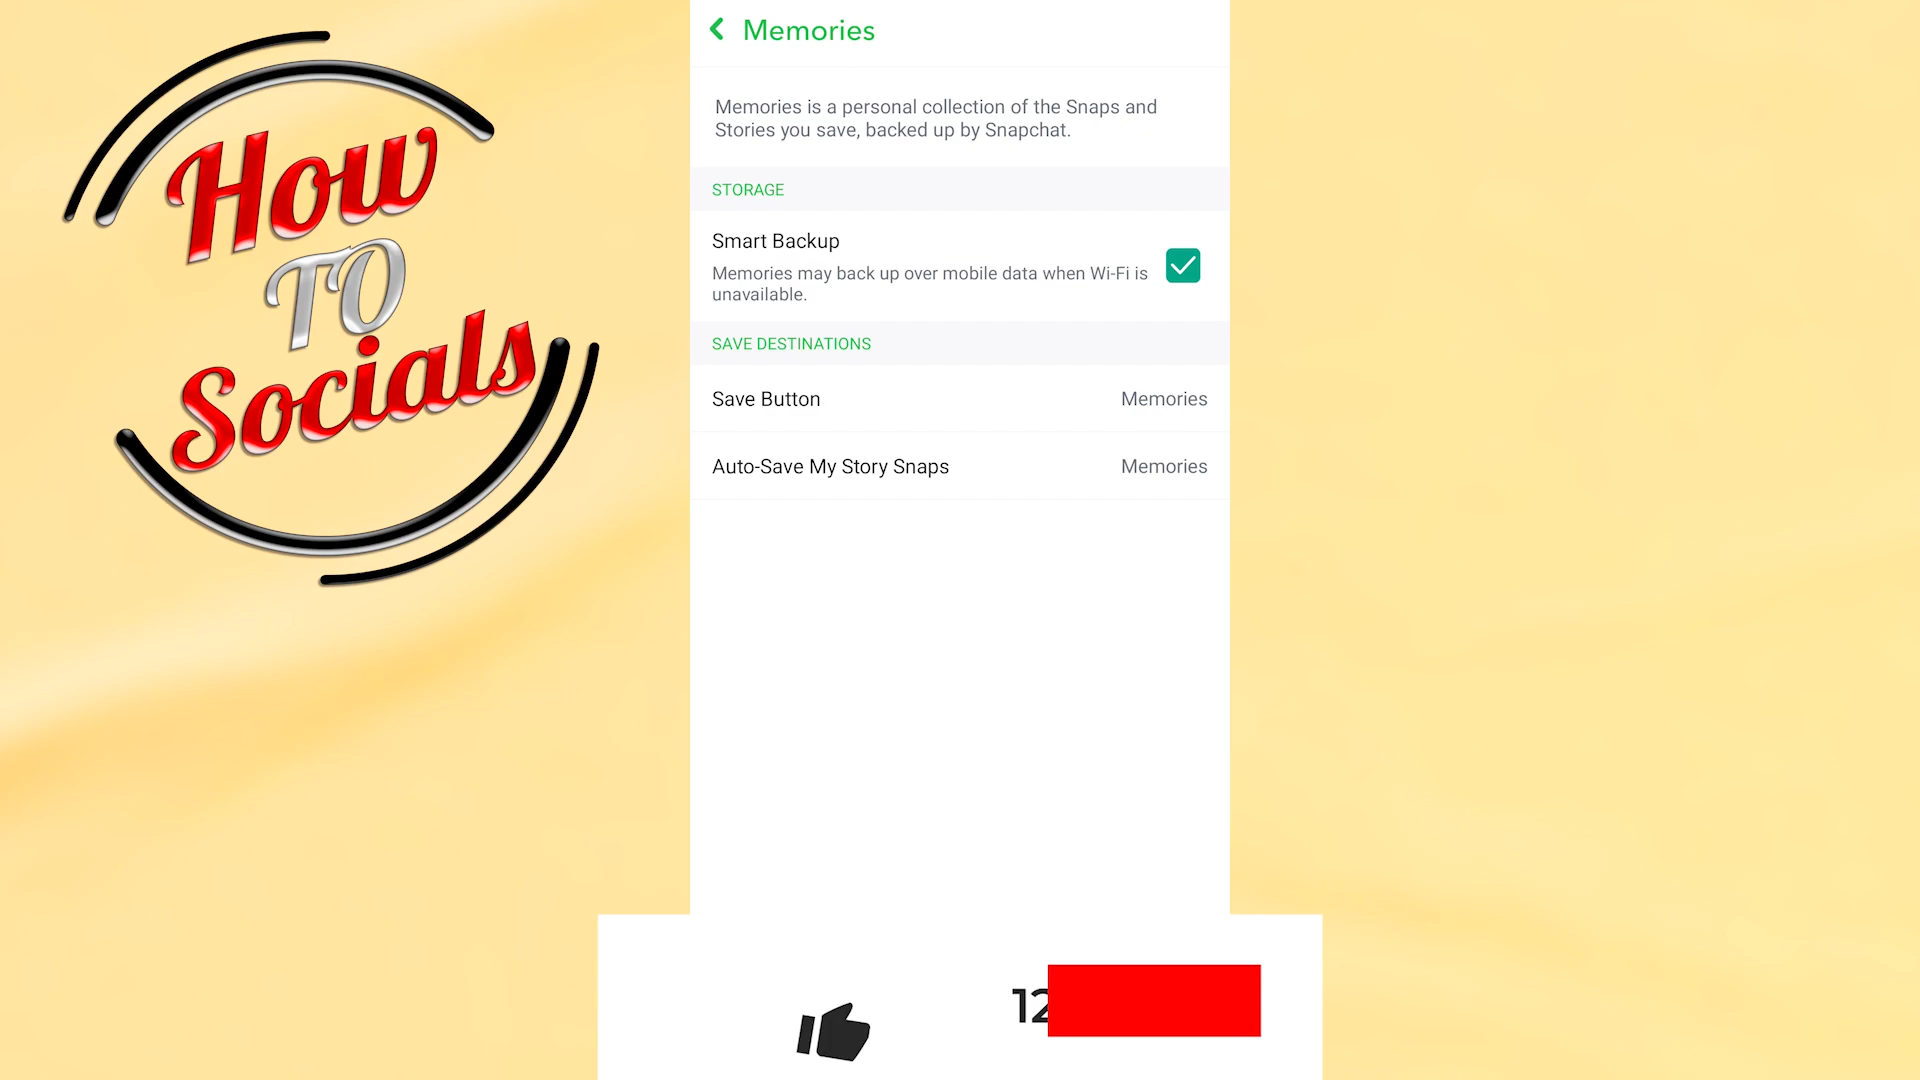 How
TO
Socials
Memories
Memories is a personal collection of the Snaps and
Stories you save, backed up by Snapchat.
STORAGE
Smart Backup
Memories may back up over mobile data when Wi-Fi is
unavailable.
SAVE DESTINATIONS
Save Button Memories
Auto-Save My Story Snaps Memories
12